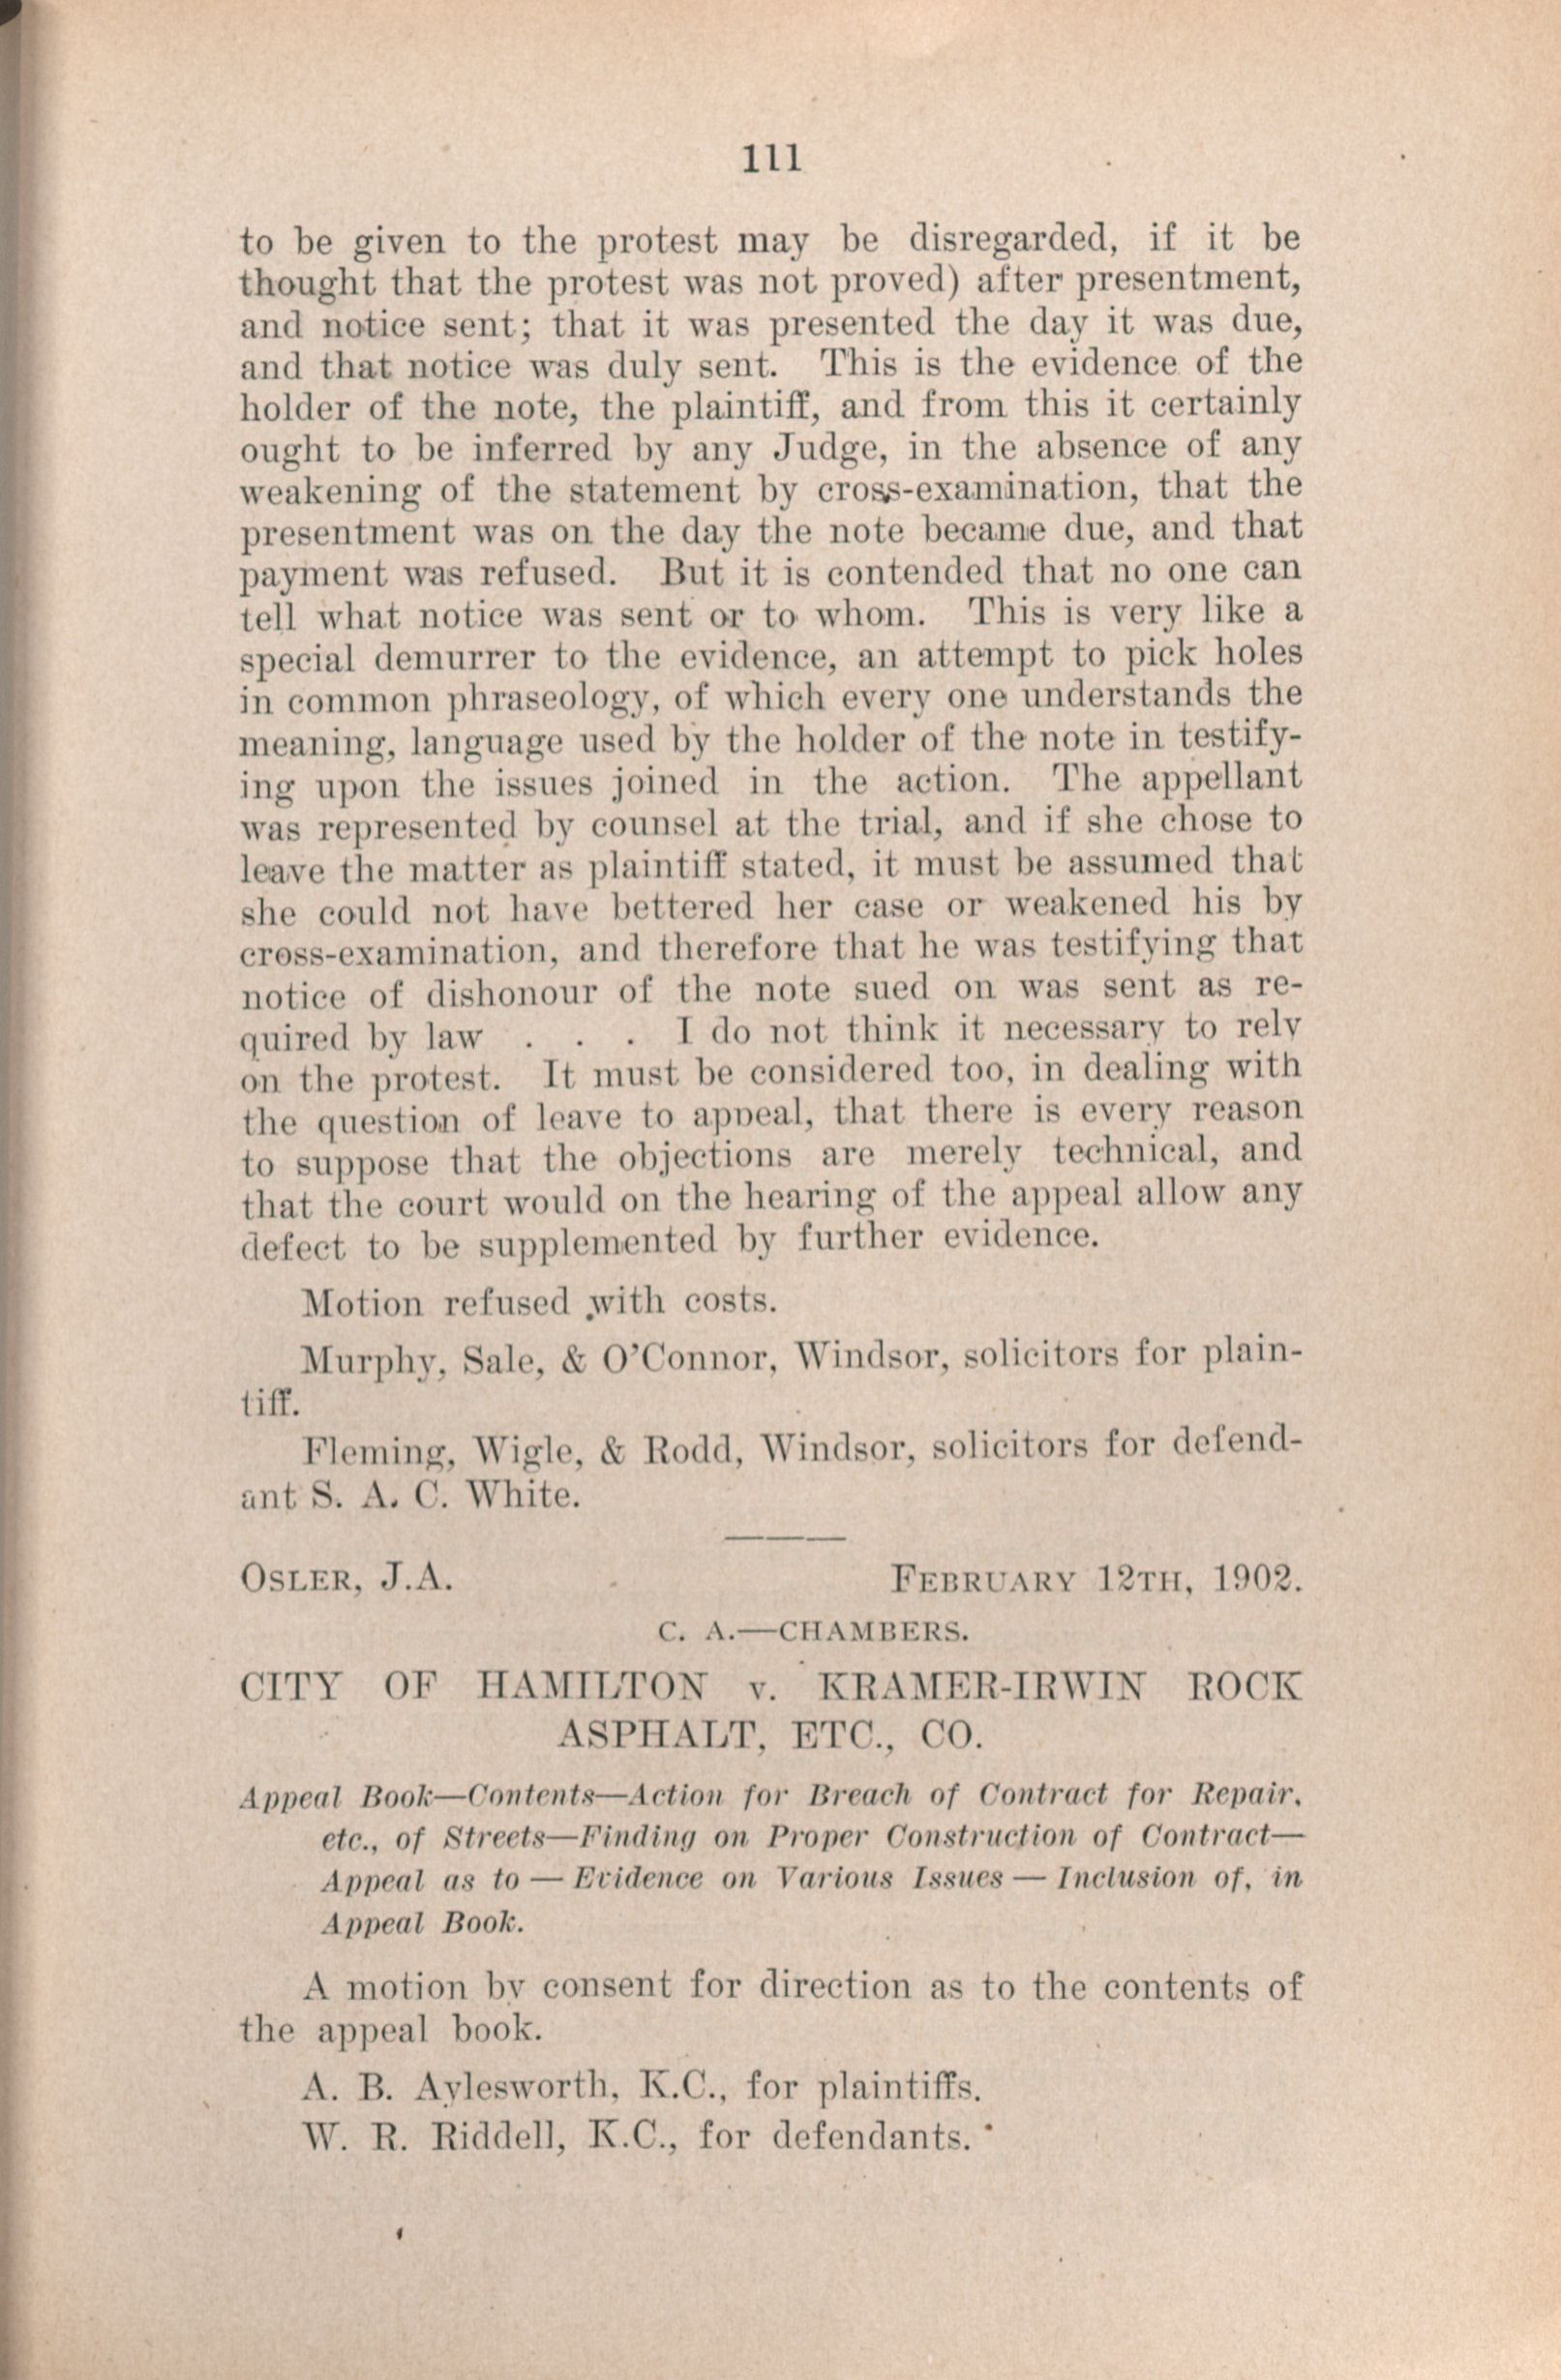 111
to be given to the protest may be disregarded, if it be
thought that the protest was not proved) after presentment,
and notice sent; that it was presented the day it was due,
and that notice was duly sent. This is the evidence of the
holder of the note, the plaintiff, and from this it certainly
ought to be inferred by any Judge, in the absence of any
weakening of the statement by cross-examination, that the
presentment was on the day the note became due, and that
payment was refused. But it is contended that no one can
tell what notice was sent or to whom. This is very like a
special demurrer to the evidence, an attempt to pick holes
in common phraseology, of which every one understands the
meaning, language used by the holder of the note in testify-
ing upon the issues joined in the action. The appellant
was represented by counsel at the trial, and if she chose to
leave the matter as plaintiff stated, it must be assumed that
she could not have bettered her case or weakened his by
cross-examination, and therefore that he was testifying that
notice of dishonour of the note sued on was sent as re-
quired by law . . . I do not think it necessary to rely
on the protest. It must be considered too, in dealing with
the question of leave to appeal, that there is every reason
to suppose that the objections are merely technical, and
that the court would on the hearing of the appeal allow any
defect to be supplemented by further evidence.
Motion refused with costs.
Murphy, Sale, & O'Connor, Windsor, solicitors for plain-
tiff.
Fleming, Wigle, & Rodd, Windsor, solicitors for defend-
ant S. A. C. White.
OSLER, J.A. FEBRUARY 12TH, 1902.
C. A.—CHAMBERS.
CITY OF HAMILTON v. KRAMER-IRWIN ROCK
ASPHALT, ETC., CO.
Appeal Book—Contents—Action for Breach of Contract for Repair,
etc., of Streets—Finding on Proper Construction of Contract—
Appeal as to — Evidence on Various Issues — Inclusion of, in
Appeal Book.
A motion by consent for direction as to the contents of
the appeal book.
A. B. Aylesworth, K.C., for plaintiffs.
W. R. Riddell, K.C., for defendants.